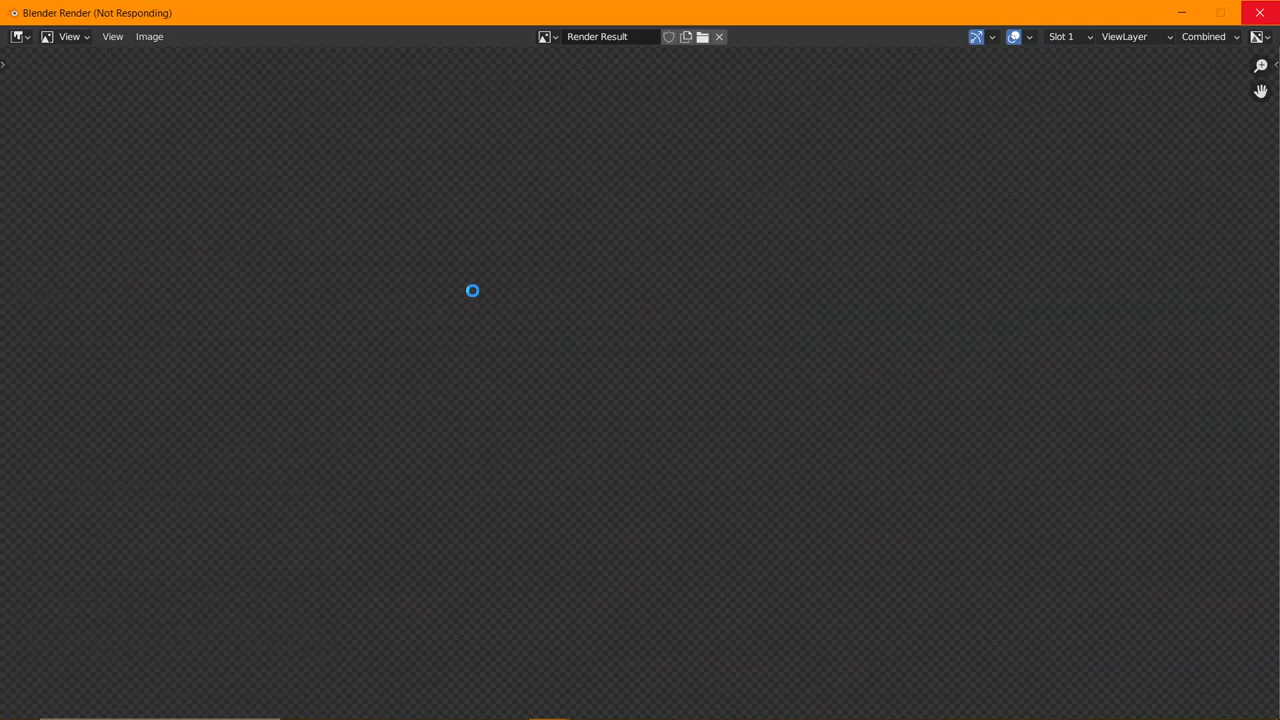 Blender Render (Not Responding)
View View Image Render Result Slot 1 ViewLayer Combined